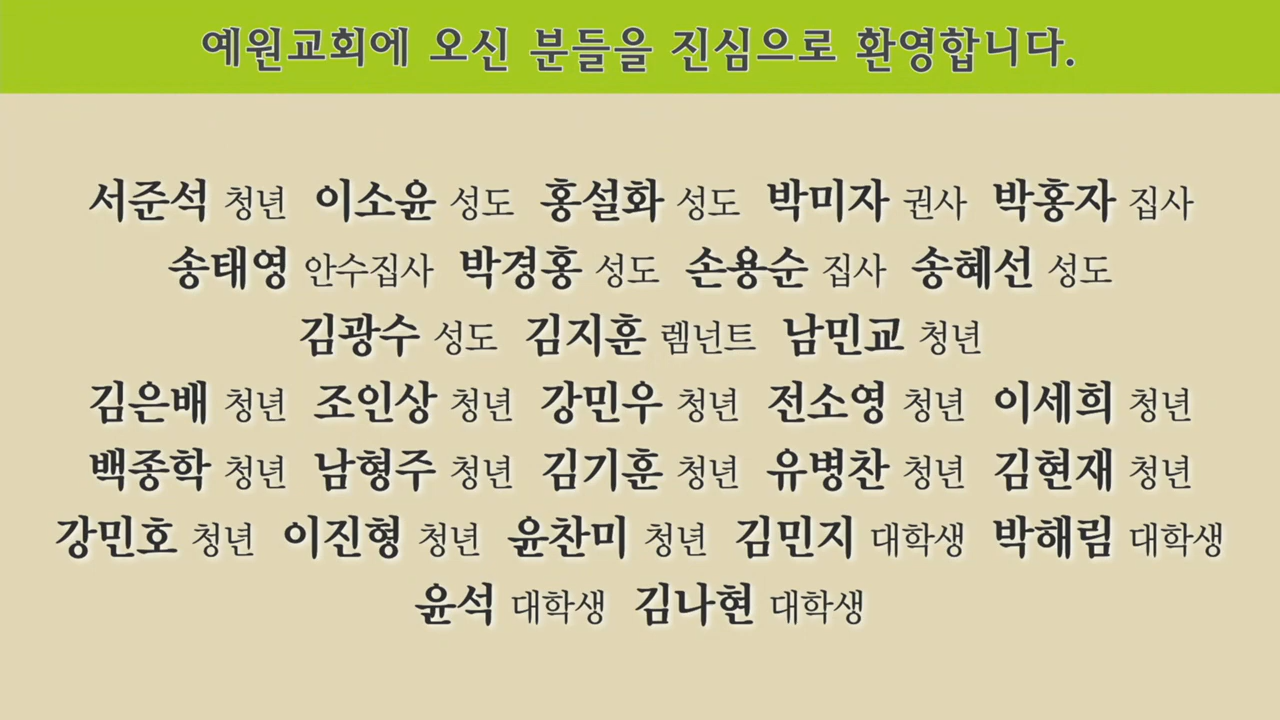 예원교회에 오신 분들을 진심으로 환영합니다.
서준석 청년 이소윤 성도 홍설화 성도 박미자 권사 박홍자 집사
송태영 안수집사 박경홍 성도 손용순 집사 송혜선 성도
김광수 성도 김지훈 렘넌트 남민교 청년
김은배 청년 조인상 청년 강민우 청년 전소영 청년 이세희 청년
백종학 청년 남형주 청년 김기훈 청년 유병찬 청년 김현재 청년
강민호 청년 이진형 청년 윤찬미 청년 김민지 대학생 박해림 대학생
윤석 대학생 김나현 대학생